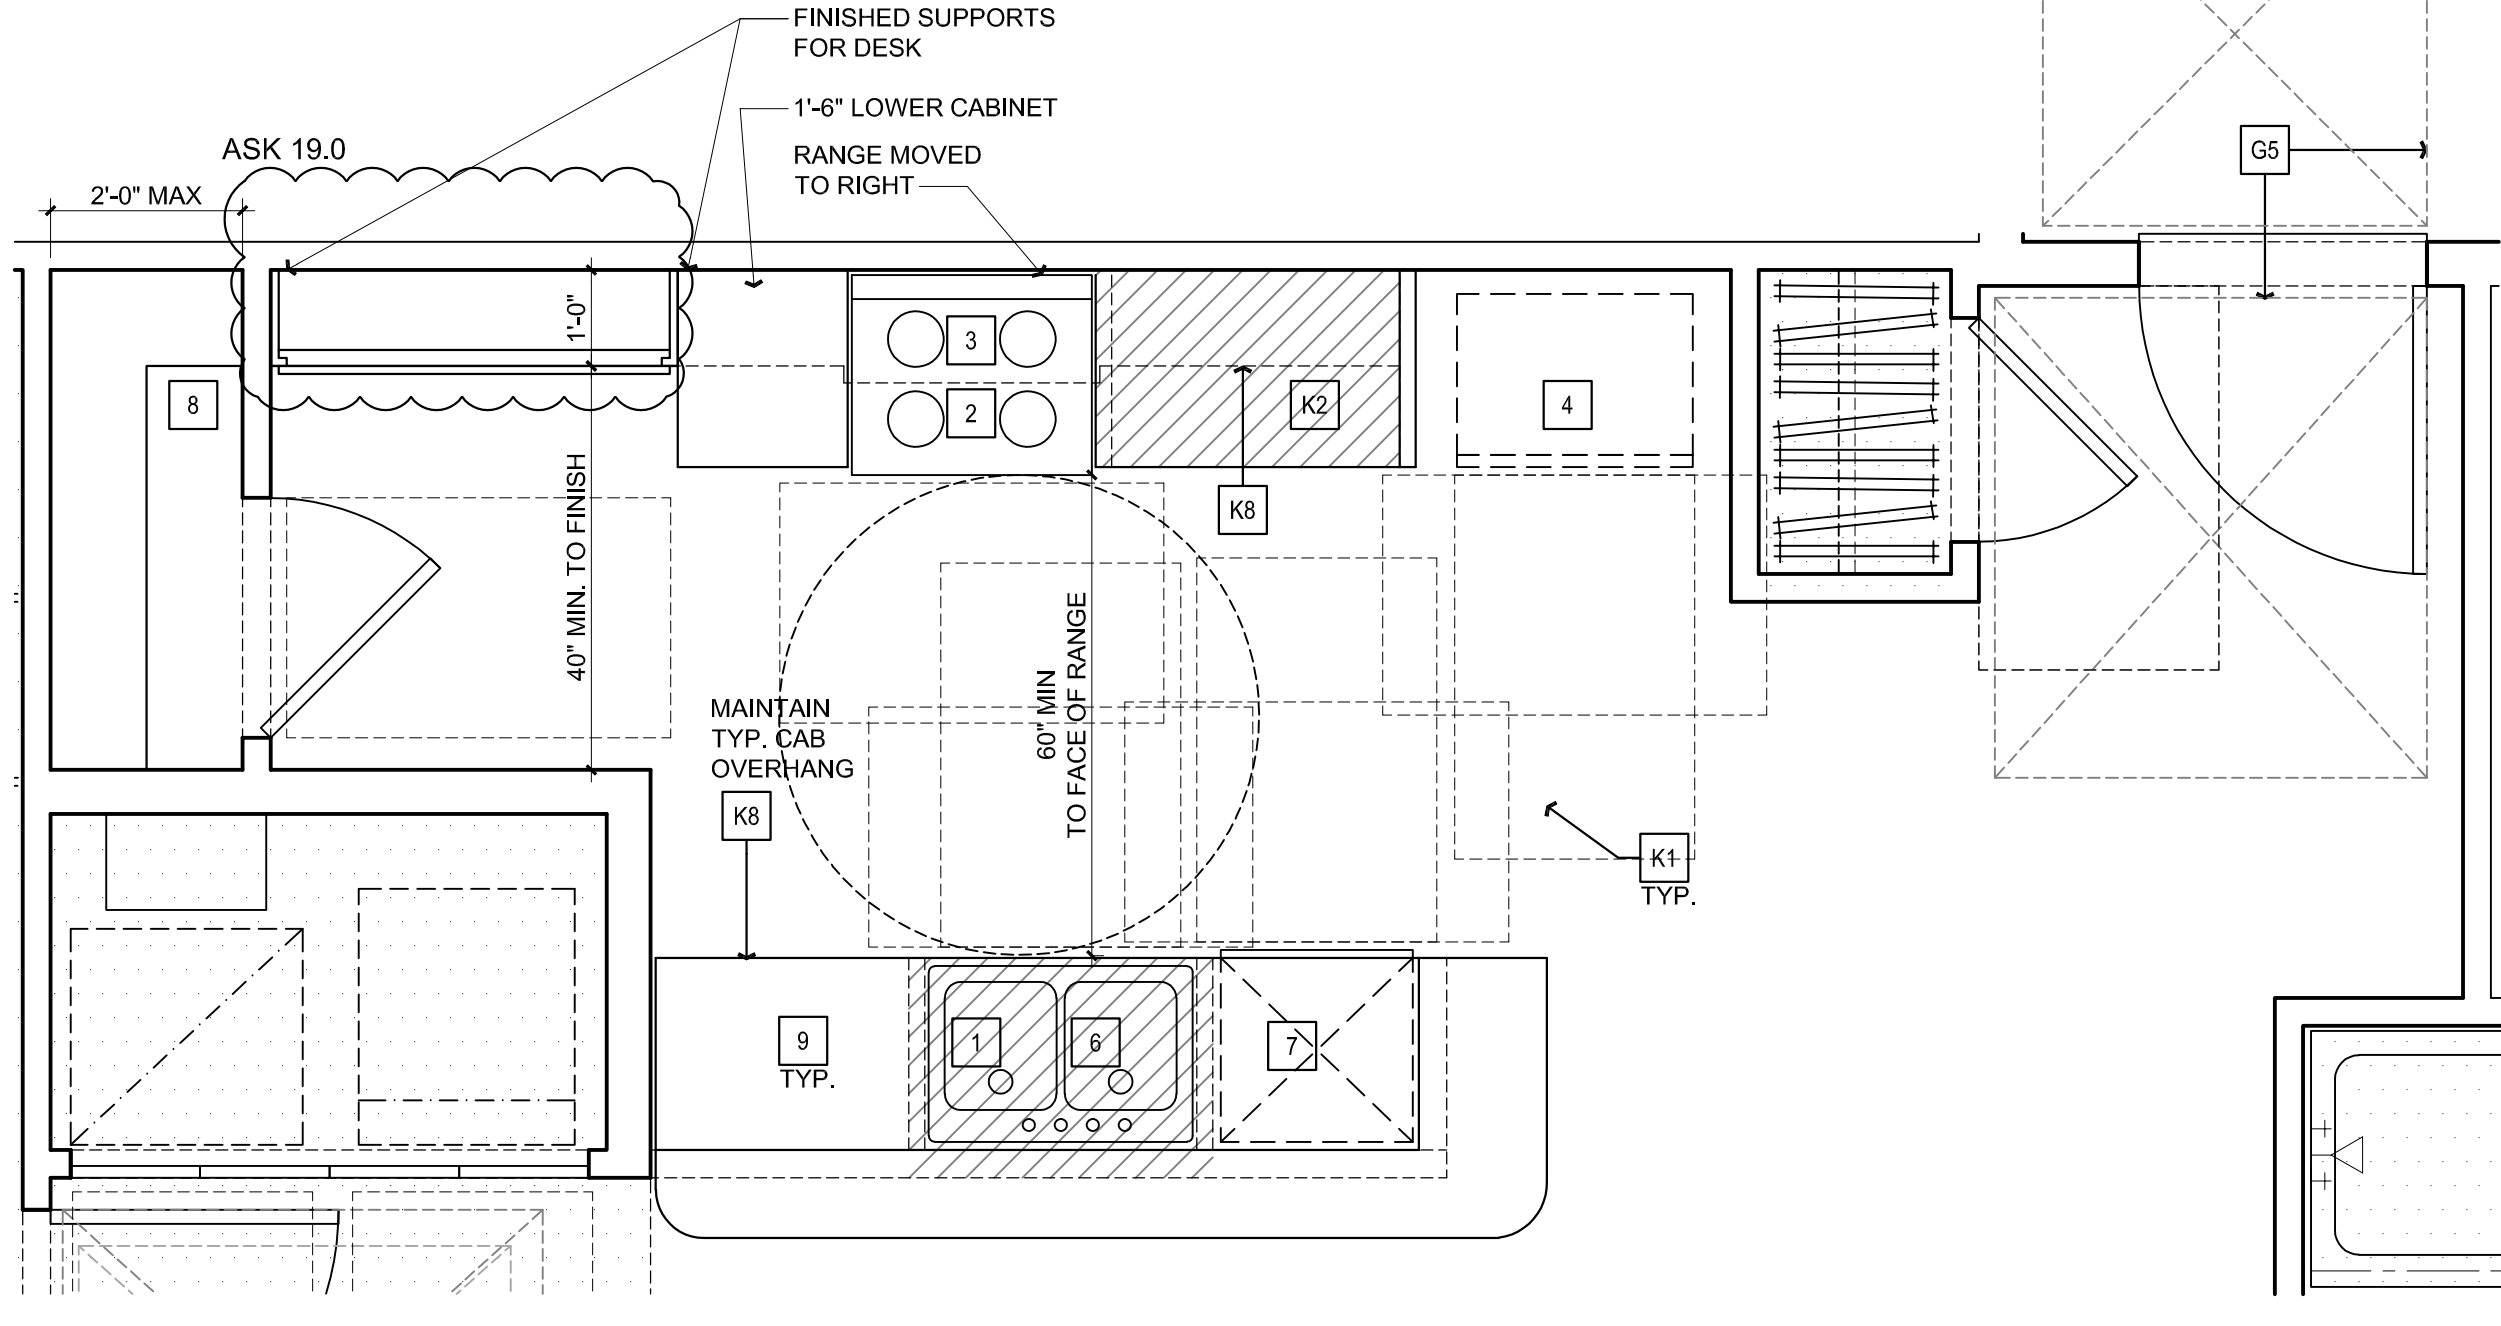 FINISHED SUPPORTS
FOR DESK
1'-6" LOWER CABINET
ASK 19.0
RANGE MOVED
TO RIGHT
G5
2'-0" MAX
1'-0"
3
8
2
K2
4
K8
40" MIN. TO FINISH
60" MIN
TO FACE OF RANGE
MAINTAIN
TYP. CAB
OVERHANG
K8
K1
TYP.
9
TYP.
1
6
7